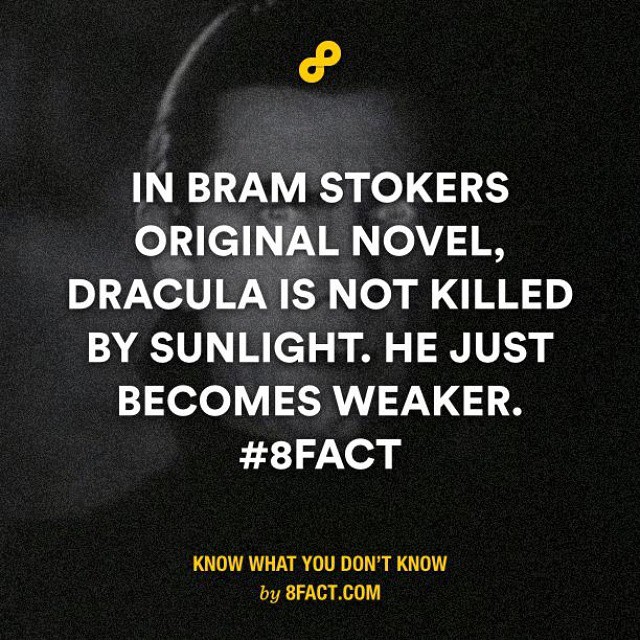 IN BRAM STOKERS
ORIGINAL NOVEL,
DRACULA IS NOT KILLED
BY SUNLIGHT. HE JUST
BECOMES WEAKER.
#8FACT
KNOW WHAT YOU DON'T KNOW
by 8FACT.COM